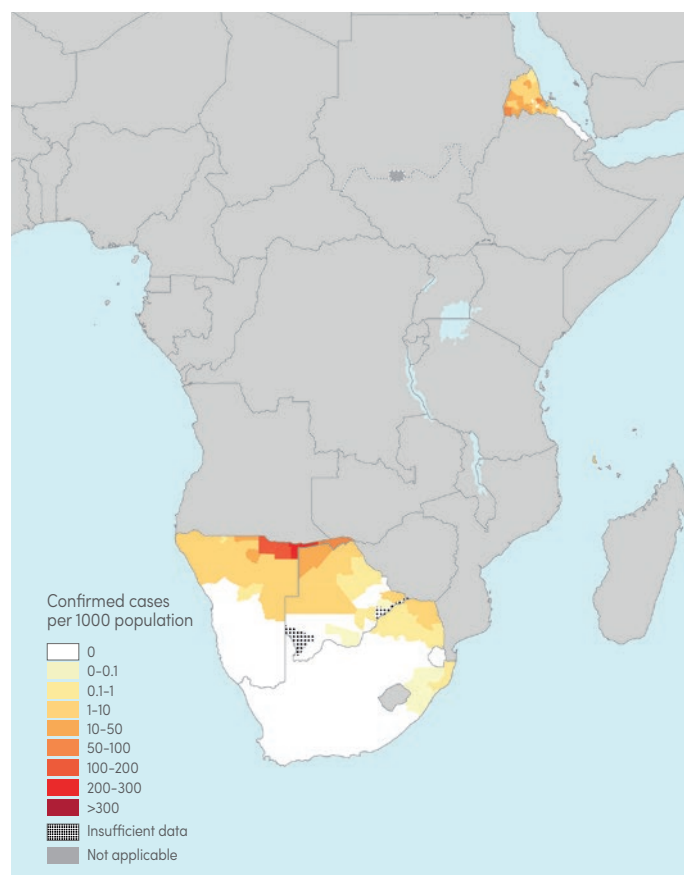 Confirmed cases
per 1000 population
0
0–0.1
0.1–1
1–10
10–50
50–100
100–200
200–300
>300
Insufficient data
Not applicable